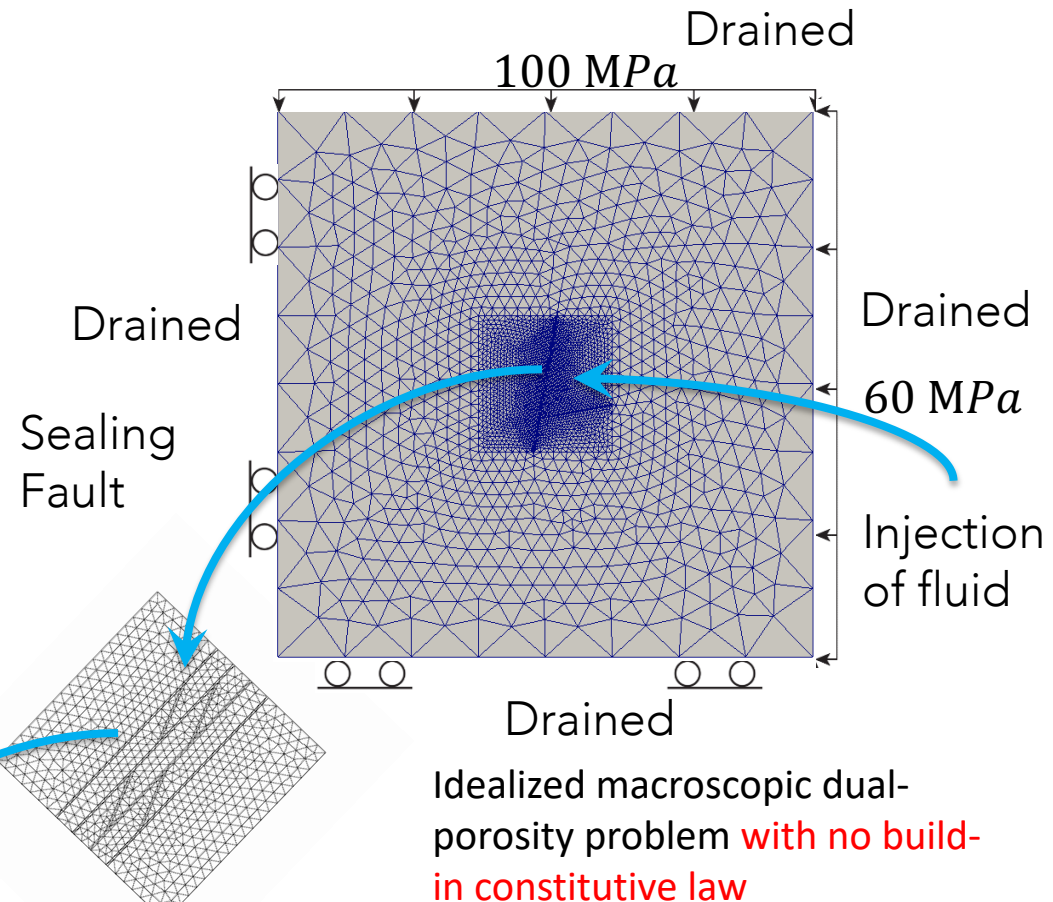 Drained
100 MPa
Drained
Drained
60 MPa
Sealing
Fault
Injection
of fluid
Drained
Idealized macroscopic dual-
porosity problem with no build-
in constitutive law